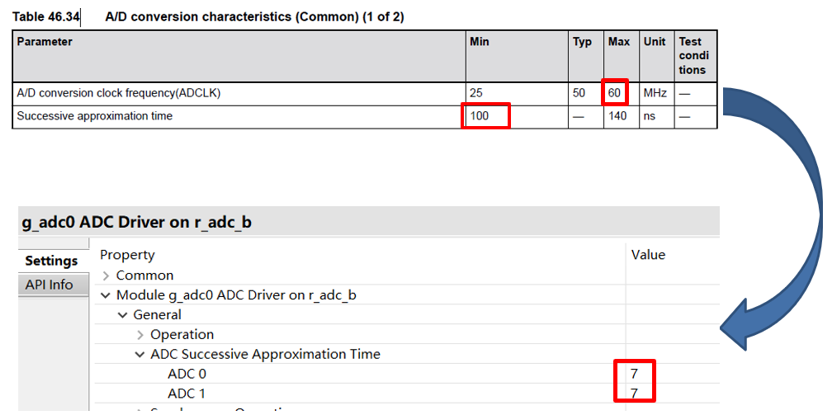 Table 46.34 A/D conversion characteristics (Common) (1 of 2)
Parameter Min Typ Max Unit Test
condi
tions
A/D conversion clock frequency(ADCLK) 25 50 60 MHz —
Successive approximation time 100 — 140 ns —
g_adc0 ADC Driver on r_adc_b
Settings Property Value
API Info Common
Module g_adc0 ADC Driver on r_adc_b
General
Operation
ADC Successive Approximation Time
ADC 0 7
ADC 1 7